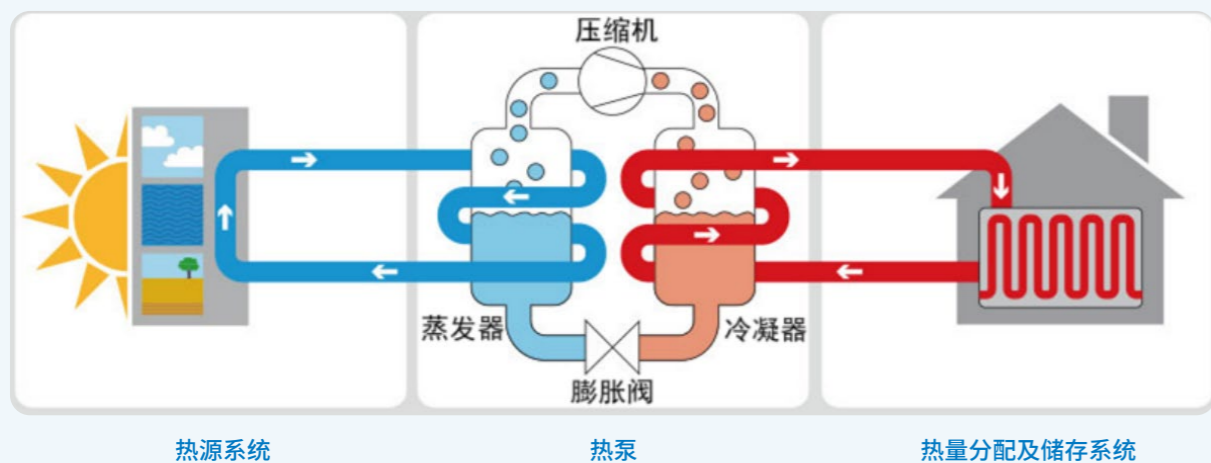 压缩机
蒸发器
冷凝器
膨胀阀
热源系统
热泵
热量分配及储存系统